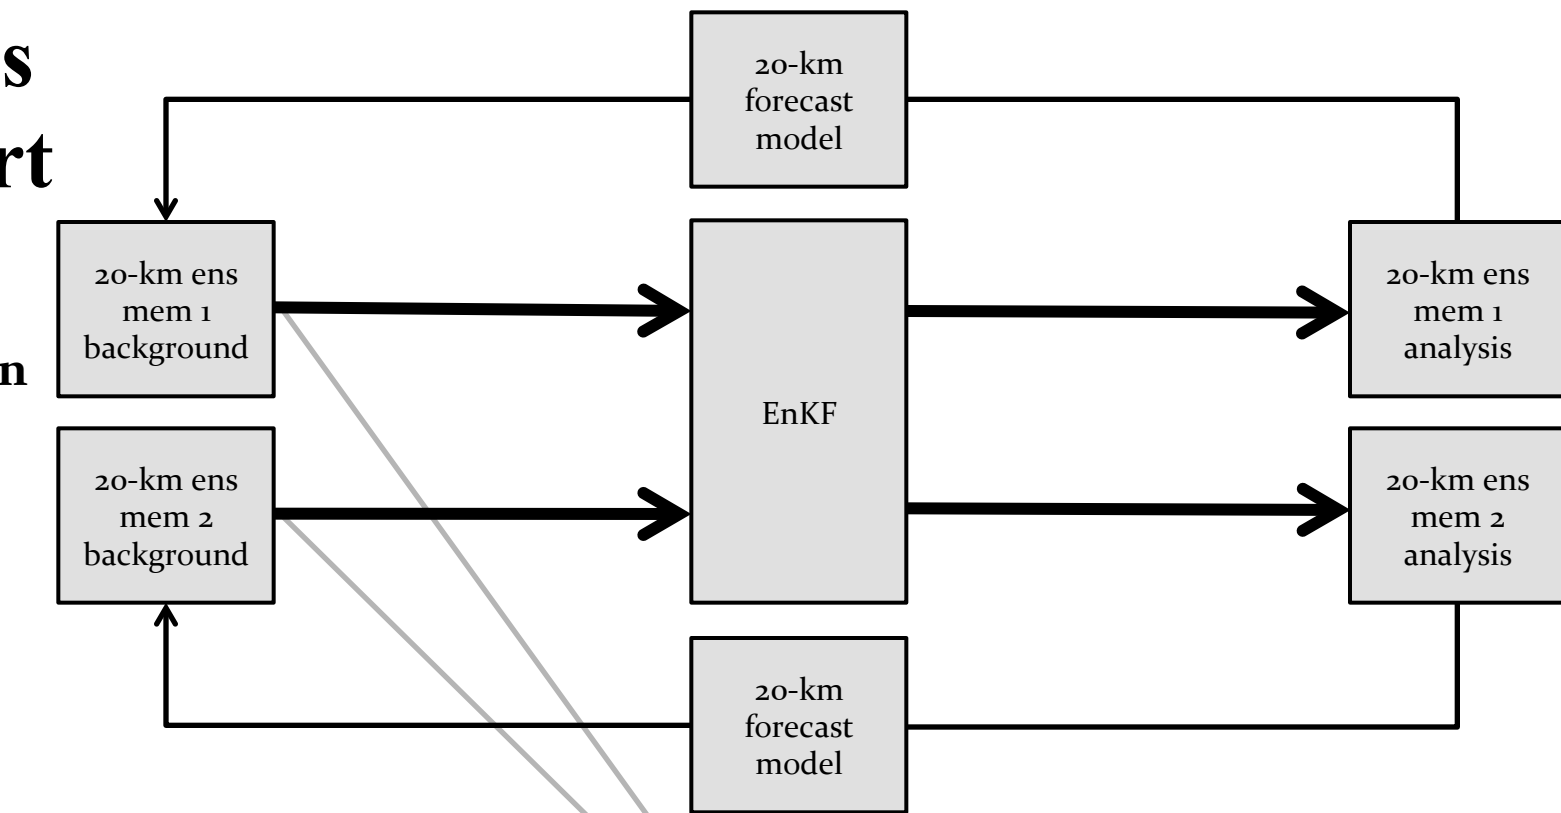 s
rt
n
20-km
forecast
model
20-km ens
mem 1
background
EnKF
20-km ens
mem 1
analysis
20-km ens
mem 2
background
20-km ens
mem 2
analysis
20-km
forecast
model